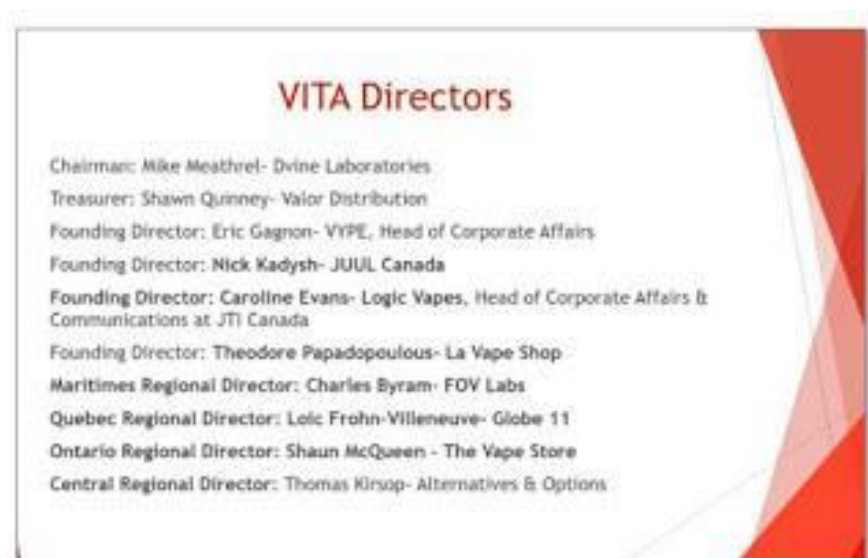 VITA Directors
Chairman: Mike Meathrel- Dvine Laboratories
Treasurer: Shawn Quinney- Valor Distribution
Founding Director: Eric Gagnon- VYPE, Head of Corporate Affairs
Founding Director: Nick Kadysh- JUUL Canada
Founding Director: Caroline Evans- Logic Vapes, Head of Corporate Affairs &
Communications at JTI Canada
Founding Director: Theodore Papadopoulous- La Vape Shop
Maritimes Regional Director: Charles Byram- FOV Labs
Quebec Regional Director: Loic Frohn-Villeneuve- Globe 11
Ontario Regional Director: Shaun McQueen - The Vape Store
Central Regional Director: Thomas Kirsop- Alternatives & Options